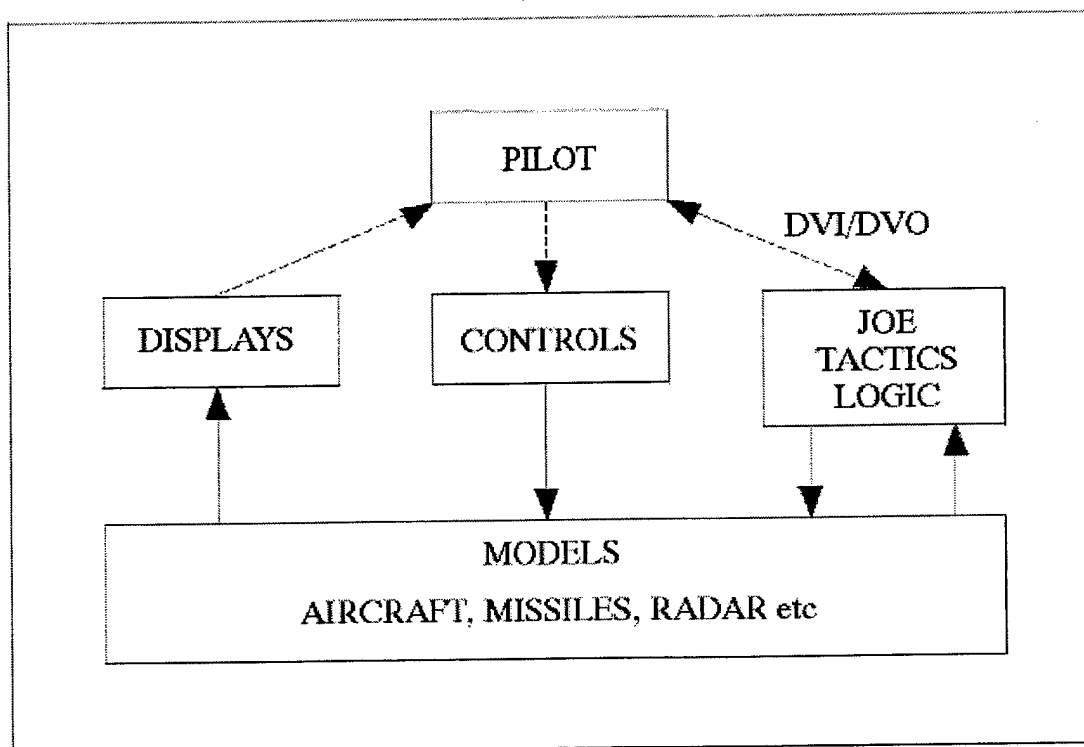 PILOT
DVI/DVO
DISPLAYS
CONTROLS
JOE
TACTICS
LOGIC
MODELS
AIRCRAFT, MISSILES, RADAR etc